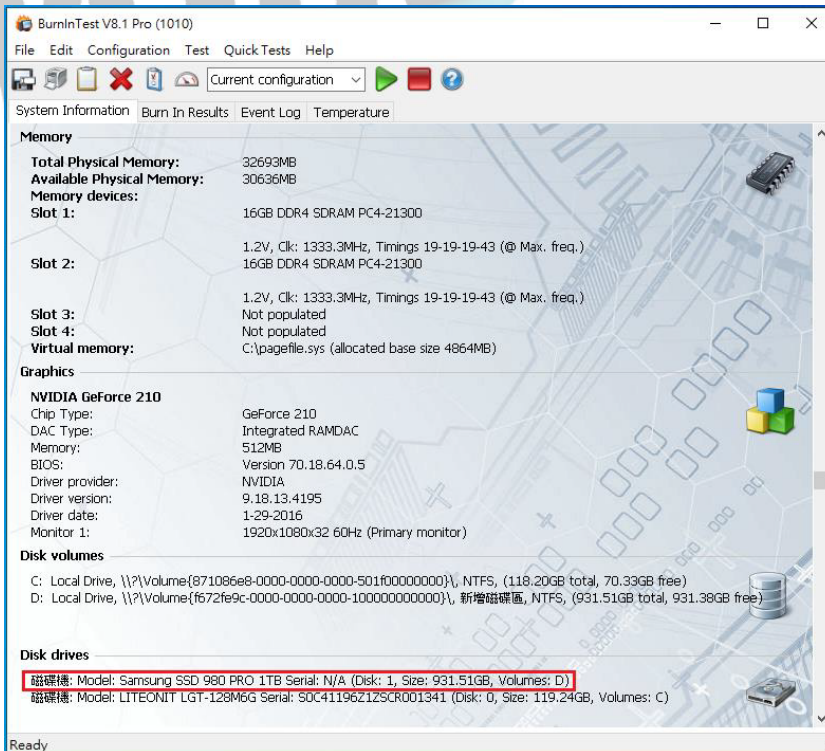 BurnInTest V8.1 Pro (1010)
File Edit Configuration Test Quick Tests Help
Current configuration
System Information Burn In Results Event Log Temperature
Memory
Total Physical Memory: 32693MB
Available Physical Memory: 30636MB
Memory devices:
Slot 1: 16GB DDR4 SDRAM PC4-21300
1.2V, Clk: 1333.3MHz, Timings 19-19-19-43 (@ Max. freq.)
Slot 2: 16GB DDR4 SDRAM PC4-21300
1.2V, Clk: 1333.3MHz, Timings 19-19-19-43 (@ Max. freq.)
Slot 3: Not populated
Slot 4: Not populated
Virtual memory: C:\pagefile.sys (allocated base size 4864MB)
Graphics
NVIDIA GeForce 210
Chip Type: GeForce 210
DAC Type: Integrated RAMDAC
Memory: 512MB
BIOS: Version 70.18.64.0.5
Driver provider: NVIDIA
Driver version: 9.18.13.4195
Driver date: 1-29-2016
Monitor 1: 1920x1080x32 60Hz (Primary monitor)
Disk volumes
C: Local Drive, \\?\Volume{871086e8-0000-0000-0000-501f00000000}\, NTFS, (118.20GB total, 70.33GB free)
D: Local Drive, \\?\Volume{f672fe9c-0000-0000-0000-100000000000}\, 新增磁碟區, NTFS, (931.51GB total, 931.38GB free)
Disk drives
磁碟機: Model: Samsung SSD 980 PRO 1TB Serial: N/A (Disk: 1, Size: 931.51GB, Volumes: D)
磁碟機: Model: LITEONIT LGT-128M6G Serial: S0C41196Z1ZSCR001341 (Disk: 0, Size: 119.24GB, Volumes: C)
Ready